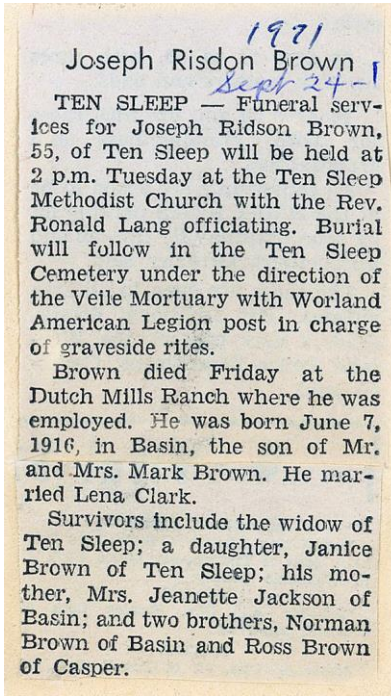 1971
Joseph Risdon Brown
Sept 24-1
TEN SLEEP — Funeral serv-
ices for Joseph Ridson Brown,
55, of Ten Sleep will be held at
2 p.m. Tuesday at the Ten Sleep
Methodist Church with the Rev.
Ronald Lang officiating. Burial
will follow in the Ten Sleep
Cemetery under the direction of
the Veile Mortuary with Worland
American Legion post in charge
of graveside rites.
Brown died Friday at the
Dutch Mills Ranch where he was
employed. He was born June 7,
1916, in Basin, the son of Mr.
and Mrs. Mark Brown. He mar-
ried Lena Clark.
Survivors include the widow of
Ten Sleep; a daughter, Janice
Brown of Ten Sleep; his mo-
ther, Mrs. Jeanette Jackson of
Basin; and two brothers, Norman
Brown of Basin and Ross Brown
of Casper.